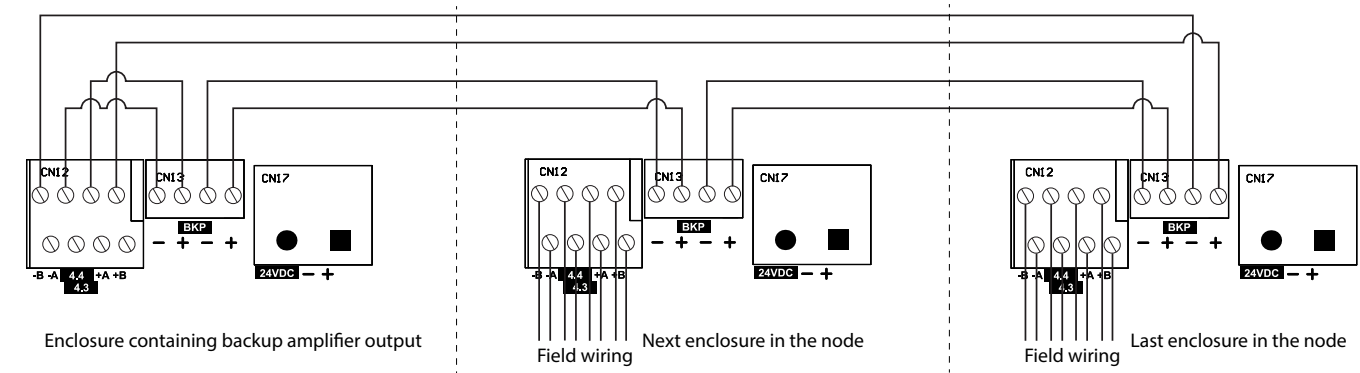 CN12 CN13 CN17
BKP
- + - +
-B -A 4.4 +A +B
4.3
24VDC - +
Enclosure containing backup amplifier output
CN12 CN13 CN17
BKP
- + - +
-B -A 4.4 +A +B
4.3
24VDC - +
Field wiring
Next enclosure in the node
CN12 CN13 CN17
BKP
- + - +
-B -A 4.4 +A +B
4.3
24VDC - +
Field wiring
Last enclosure in the node